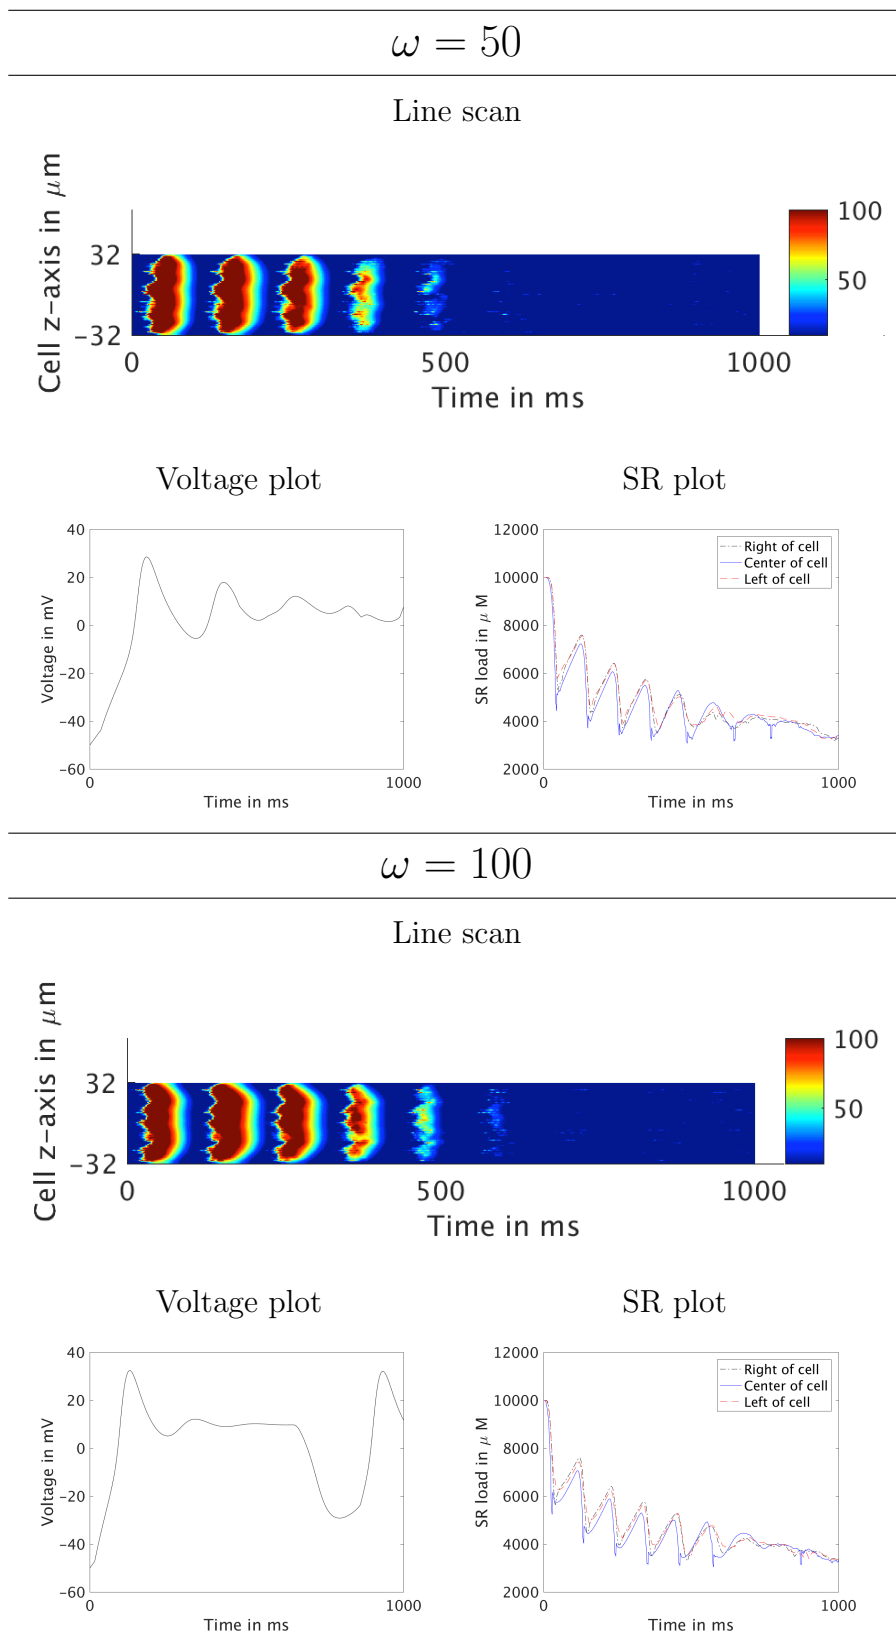 ω = 50
Line scan
Cell z-axis in μm
32
-32
0
500
1000
Time in ms
100
50
Voltage plot
SR plot
Voltage in mV
40
20
0
-20
-40
-60
0
1000
Time in ms
SR load in μ M
12000
10000
8000
6000
4000
2000
0
1000
Time in ms
Right of cell
Center of cell
Left of cell
ω = 100
Line scan
Cell z-axis in μm
32
-32
0
500
1000
Time in ms
100
50
Voltage plot
SR plot
Voltage in mV
40
20
0
-20
-40
-60
0
1000
Time in ms
SR load in μ M
12000
10000
8000
6000
4000
2000
0
1000
Time in ms
Right of cell
Center of cell
Left of cell